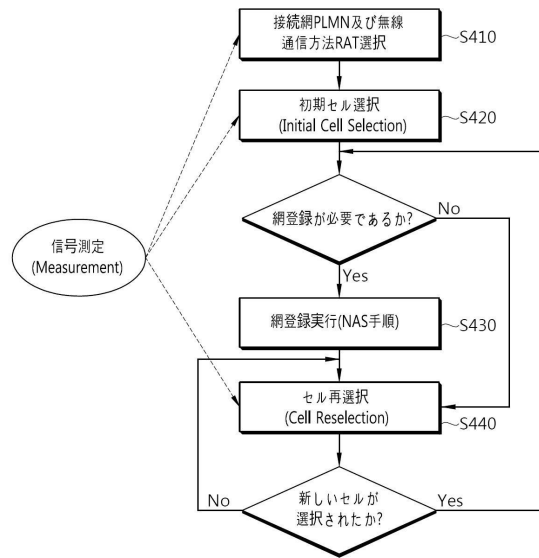 接続網PLMN及び無線
通信方法RAT選択
S410
初期セル選択
(Initial Cell Selection)
S420
網登録が必要であるか?
No
信号測定
(Measurement)
Yes
網登録実行(NAS手順)
S430
セル再選択
(Cell Reselection)
S440
新しいセルが
選択されたか?
No
Yes